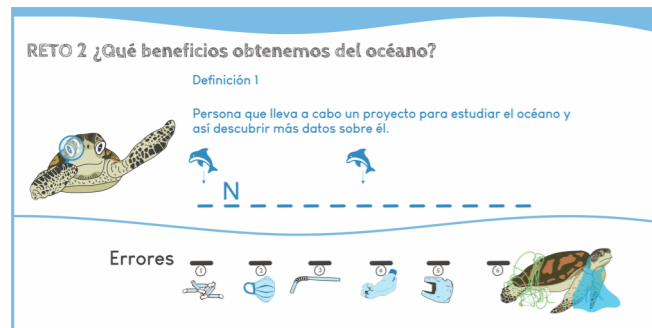 RETO 2 ¿Qué beneficios obtenemos del océano?
Definición 1
Persona que lleva a cabo un proyecto para estudiar el océano y
así descubrir más datos sobre él.
N
Errores
1 2 3 4 5 6